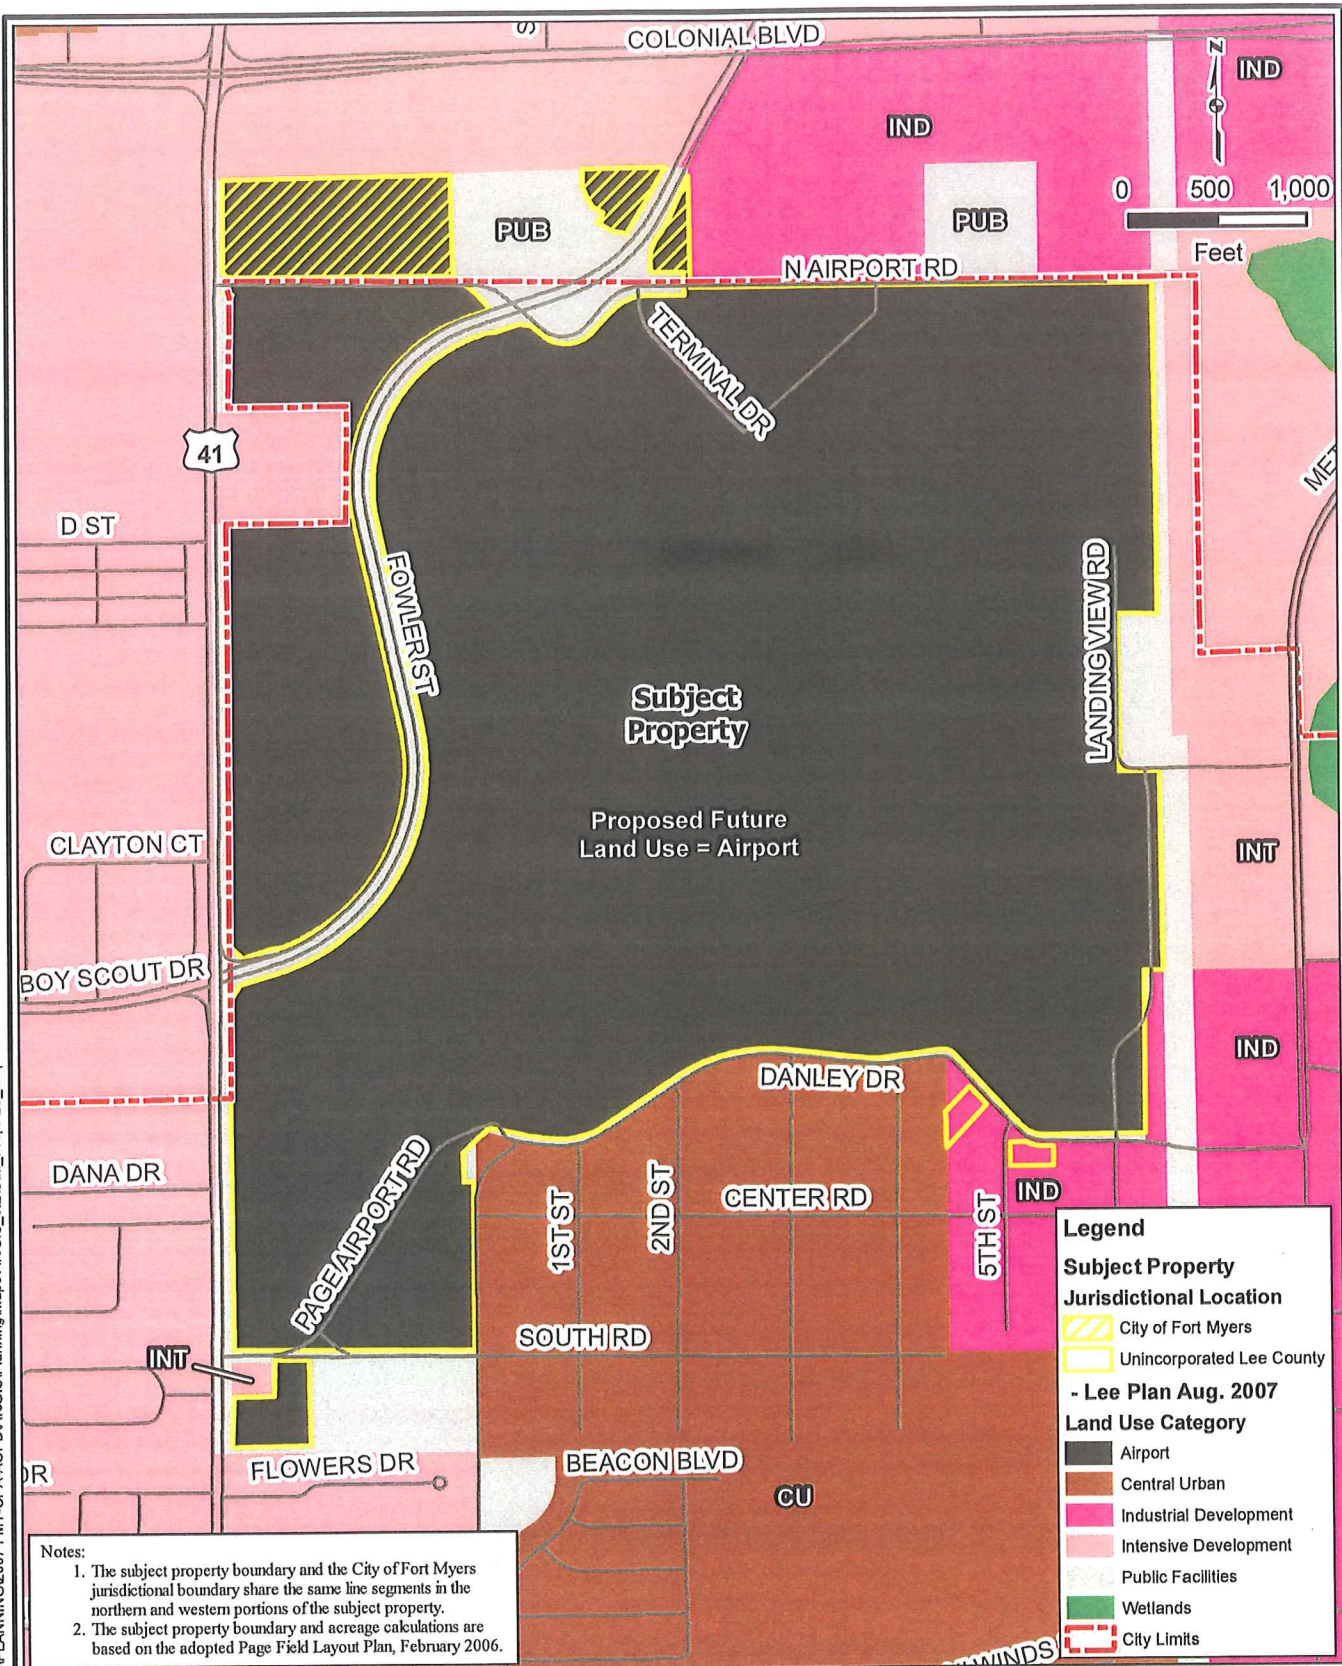 S
COLONIAL BLVD
N
IND
IND
0 500 1,000
Feet
PUB
PUB
N AIRPORT RD
TERMINAL DR
41
MET
D ST
FOWLER ST
LANDING VIEW RD
Subject
Property
Proposed Future
Land Use = Airport
CLAYTON CT
INT
BOY SCOUT DR
IND
DANLEY DR
DANA DR
PAGE AIRPORT RD
1ST ST
2ND ST
CENTER RD
5TH ST
IND
SOUTH RD
INT
DR
FLOWERS DR
BEACON BLVD
CU
WINDS
Legend
Subject Property
Jurisdictional Location
City of Fort Myers
Unincorporated Lee County
- Lee Plan Aug. 2007
Land Use Category
Airport
Central Urban
Industrial Development
Intensive Development
Public Facilities
Wetlands
City Limits
Notes:
1. The subject property boundary and the City of Fort Myers
jurisdictional boundary share the same line segments in the
northern and western portions of the subject property.
2. The subject property boundary and acreage calculations are
based on the adopted Page Field Layout Plan, February 2006.